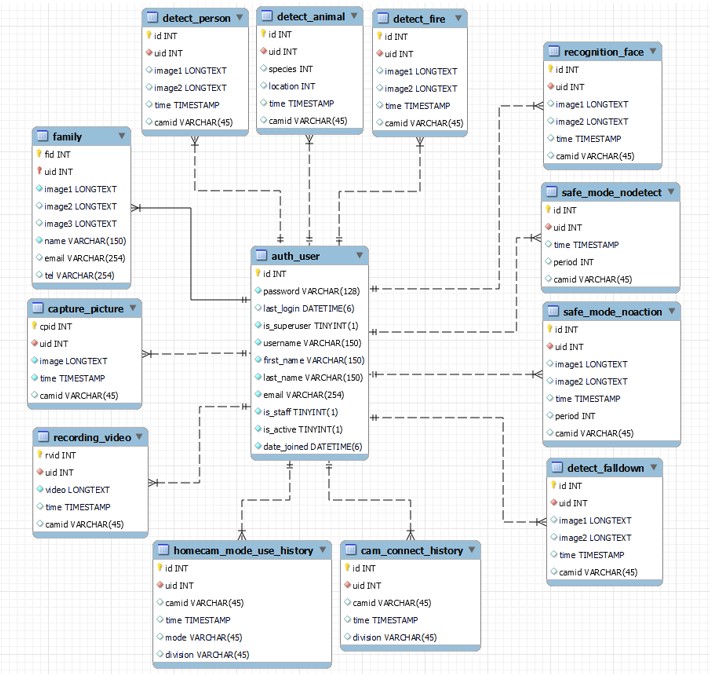 detect_person
id INT
uid INT
image1 LONGTEXT
image2 LONGTEXT
time TIMESTAMP
camid VARCHAR(45)
detect_animal
id INT
uid INT
species INT
location INT
time TIMESTAMP
camid VARCHAR(45)
detect_fire
id INT
uid INT
image1 LONGTEXT
image2 LONGTEXT
time TIMESTAMP
camid VARCHAR(45)
recognition_face
id INT
uid INT
image1 LONGTEXT
image2 LONGTEXT
time TIMESTAMP
camid VARCHAR(45)
family
fid INT
uid INT
image1 LONGTEXT
image2 LONGTEXT
image3 LONGTEXT
name VARCHAR(150)
email VARCHAR(254)
tel VARCHAR(254)
safe_mode_nodetect
id INT
uid INT
time TIMESTAMP
period INT
camid VARCHAR(45)
auth_user
id INT
password VARCHAR(128)
last_login DATETIME(6)
is_superuser TINYINT(1)
username VARCHAR(150)
first_name VARCHAR(150)
last_name VARCHAR(150)
email VARCHAR(254)
is_staff TINYINT(1)
is_active TINYINT(1)
date_joined DATETIME(6)
capture_picture
cpid INT
uid INT
image LONGTEXT
time TIMESTAMP
camid VARCHAR(45)
safe_mode_noaction
id INT
uid INT
image1 LONGTEXT
image2 LONGTEXT
time TIMESTAMP
period INT
camid VARCHAR(45)
recording_video
rvid INT
uid INT
video LONGTEXT
time TIMESTAMP
camid VARCHAR(45)
detect_falldown
id INT
uid INT
image1 LONGTEXT
image2 LONGTEXT
time TIMESTAMP
camid VARCHAR(45)
homecam_mode_use_history
id INT
uid INT
camid VARCHAR(45)
time TIMESTAMP
mode VARCHAR(45)
division VARCHAR(45)
cam_connect_history
id INT
uid INT
camid VARCHAR(45)
time TIMESTAMP
division VARCHAR(45)